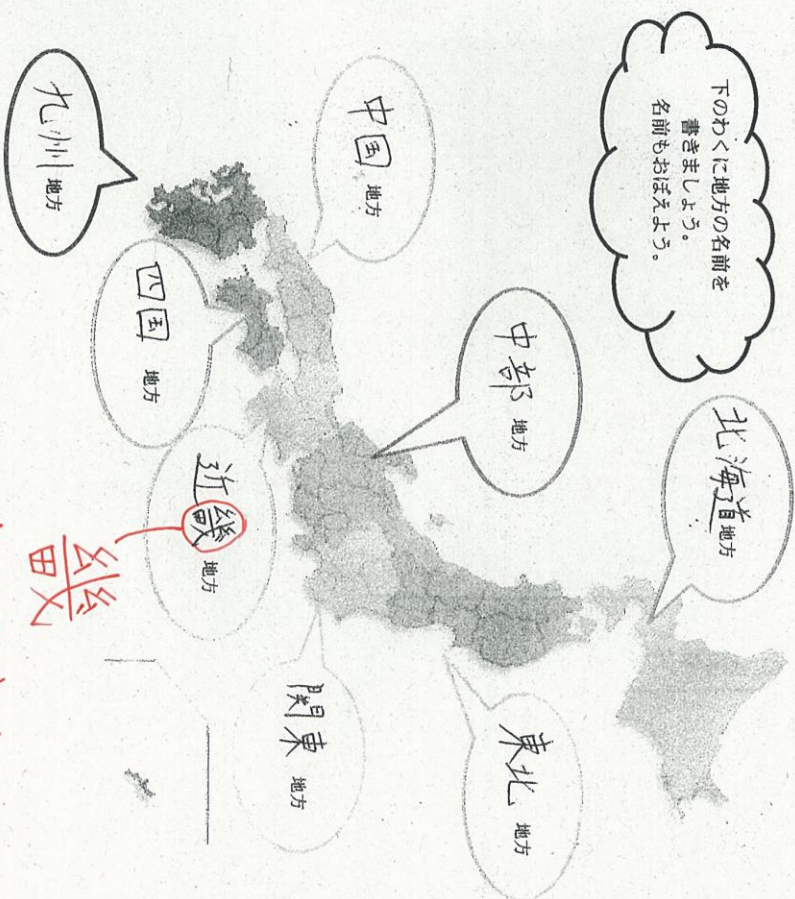 下のわくに地方の名前を
書きましょう。
名前もおぼえよう。
北海道地方
東北地方
中部地方
関東地方
中国地方
近畿地方
畿
四国地方
九州地方